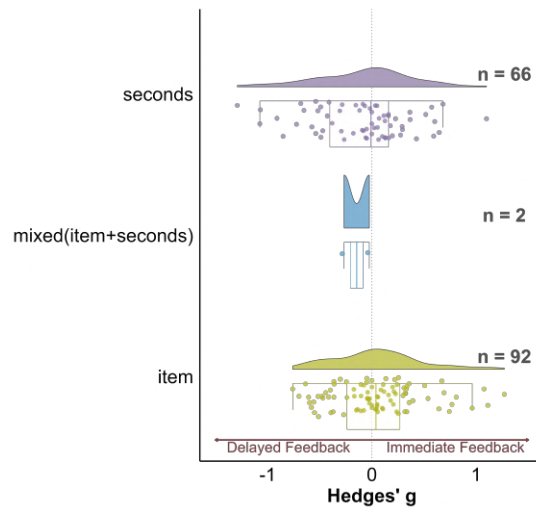 n = 66
seconds
n = 2
mixed(item+seconds)
n = 92
item
Delayed Feedback Immediate Feedback
-1 0 1
Hedges' g